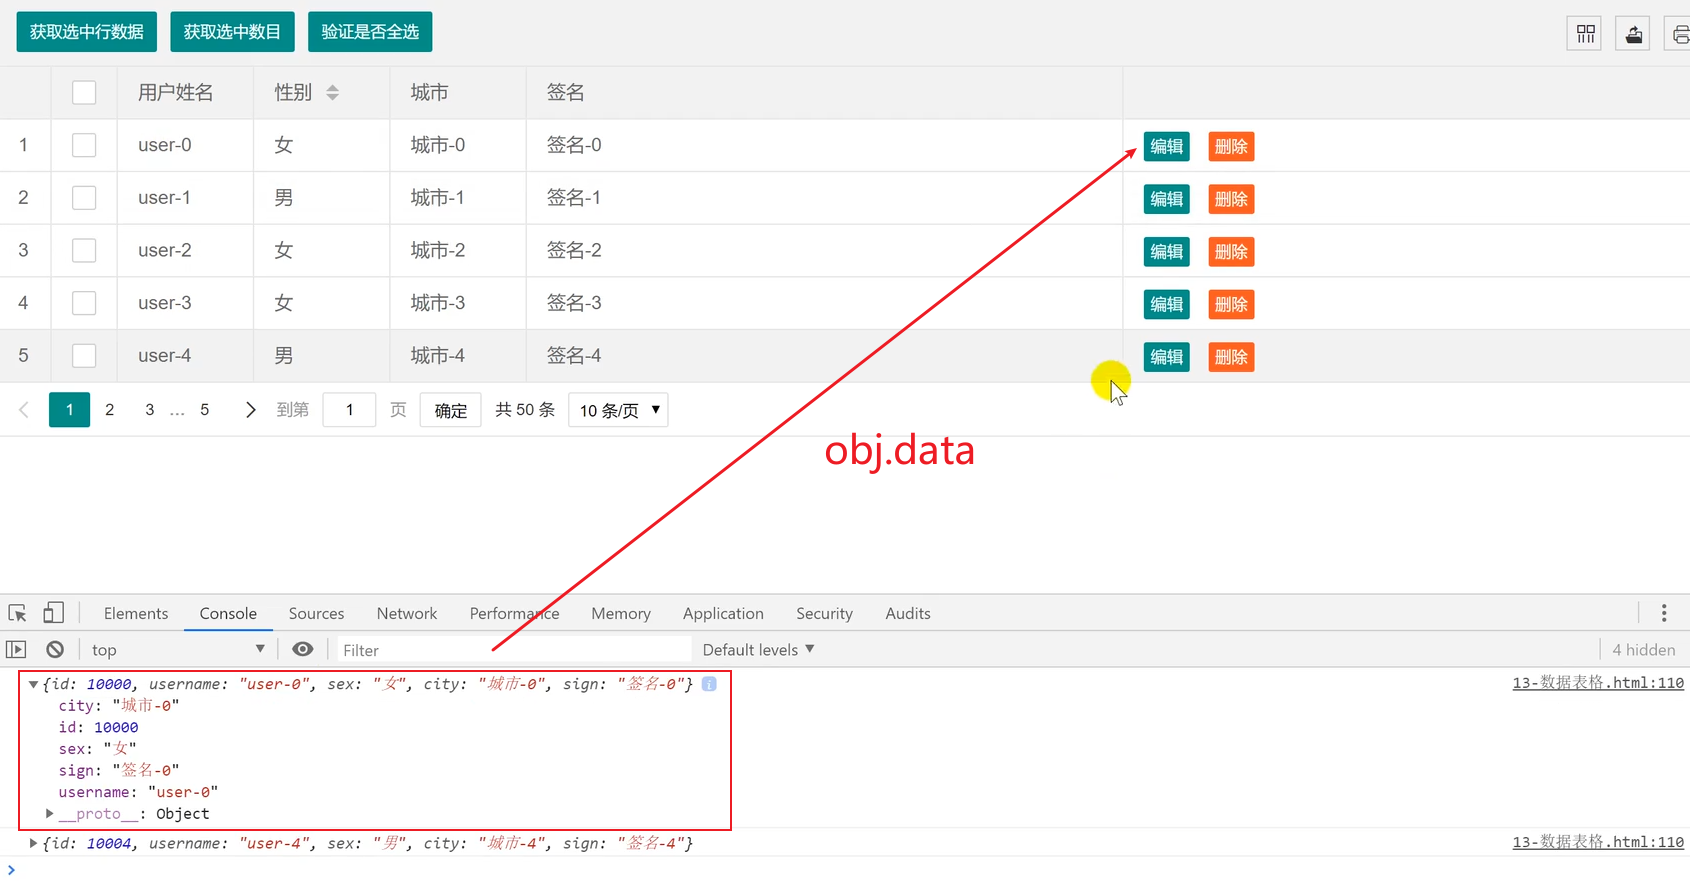 获取选中行数据 获取选中数目 验证是否全选
用户姓名 性别 城市 签名
1 user-0 女 城市-0 签名-0 编辑 删除
2 user-1 男 城市-1 签名-1 编辑 删除
3 user-2 女 城市-2 签名-2 编辑 删除
4 user-3 女 城市-3 签名-3 编辑 删除
5 user-4 男 城市-4 签名-4 编辑 删除
1 2 3 … 5 到第 1 页 确定 共 50 条 10 条/页
obj.data
Elements Console Sources Network Performance Memory Application Security Audits
top Filter Default levels 4 hidden
{id: 10000, username: "user-0", sex: "女", city: "城市-0", sign: "签名-0"} 13-数据表格.html:110
city: "城市-0"
id: 10000
sex: "女"
sign: "签名-0"
username: "user-0"
__proto__: Object
{id: 10004, username: "user-4", sex: "男", city: "城市-4", sign: "签名-4"} 13-数据表格.html:110